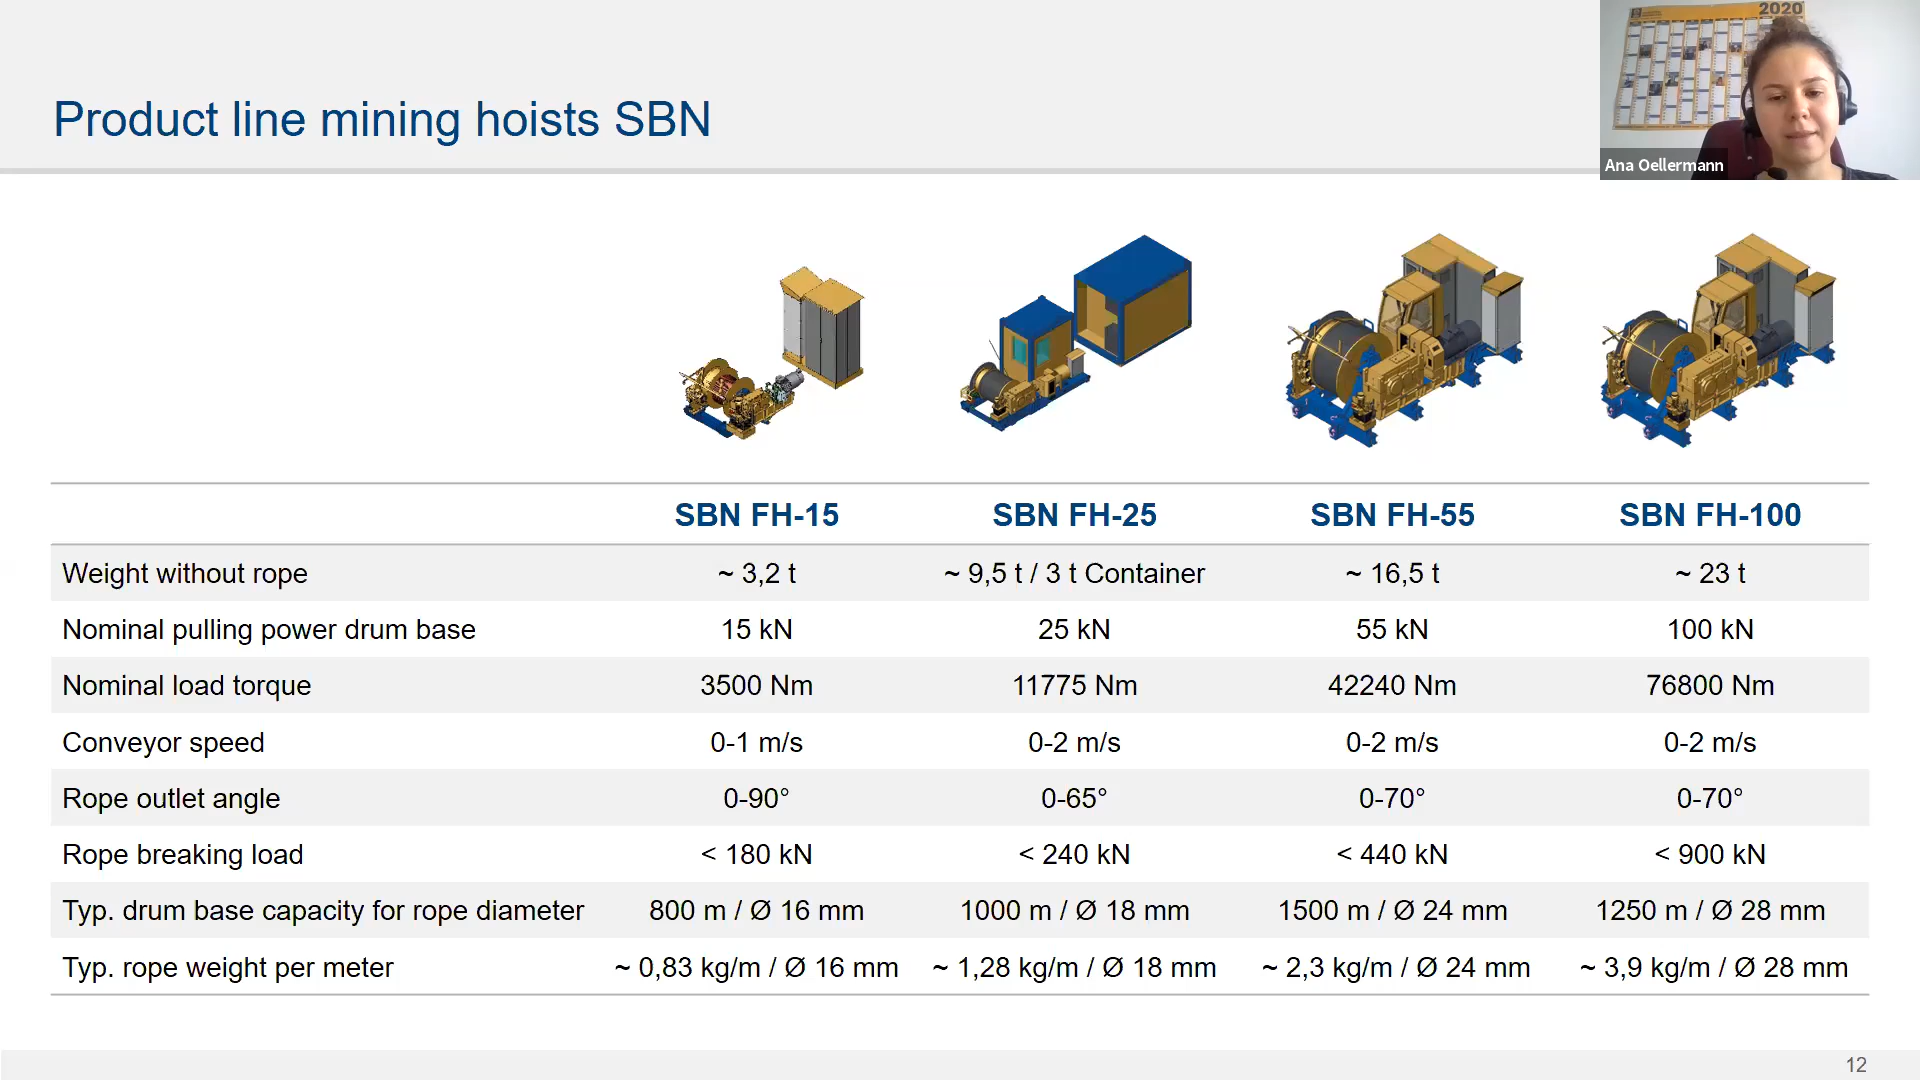 Product line mining hoists SBN
2020
Ana Oellermann
SBN FH-15 SBN FH-25 SBN FH-55 SBN FH-100
Weight without rope ~ 3,2 t ~ 9,5 t / 3 t Container ~ 16,5 t ~ 23 t
Nominal pulling power drum base 15 kN 25 kN 55 kN 100 kN
Nominal load torque 3500 Nm 11775 Nm 42240 Nm 76800 Nm
Conveyor speed 0-1 m/s 0-2 m/s 0-2 m/s 0-2 m/s
Rope outlet angle 0-90° 0-65° 0-70° 0-70°
Rope breaking load < 180 kN < 240 kN < 440 kN < 900 kN
Typ. drum base capacity for rope diameter 800 m / Ø 16 mm 1000 m / Ø 18 mm 1500 m / Ø 24 mm 1250 m / Ø 28 mm
Typ. rope weight per meter ~ 0,83 kg/m / Ø 16 mm ~ 1,28 kg/m / Ø 18 mm ~ 2,3 kg/m / Ø 24 mm ~ 3,9 kg/m / Ø 28 mm
12